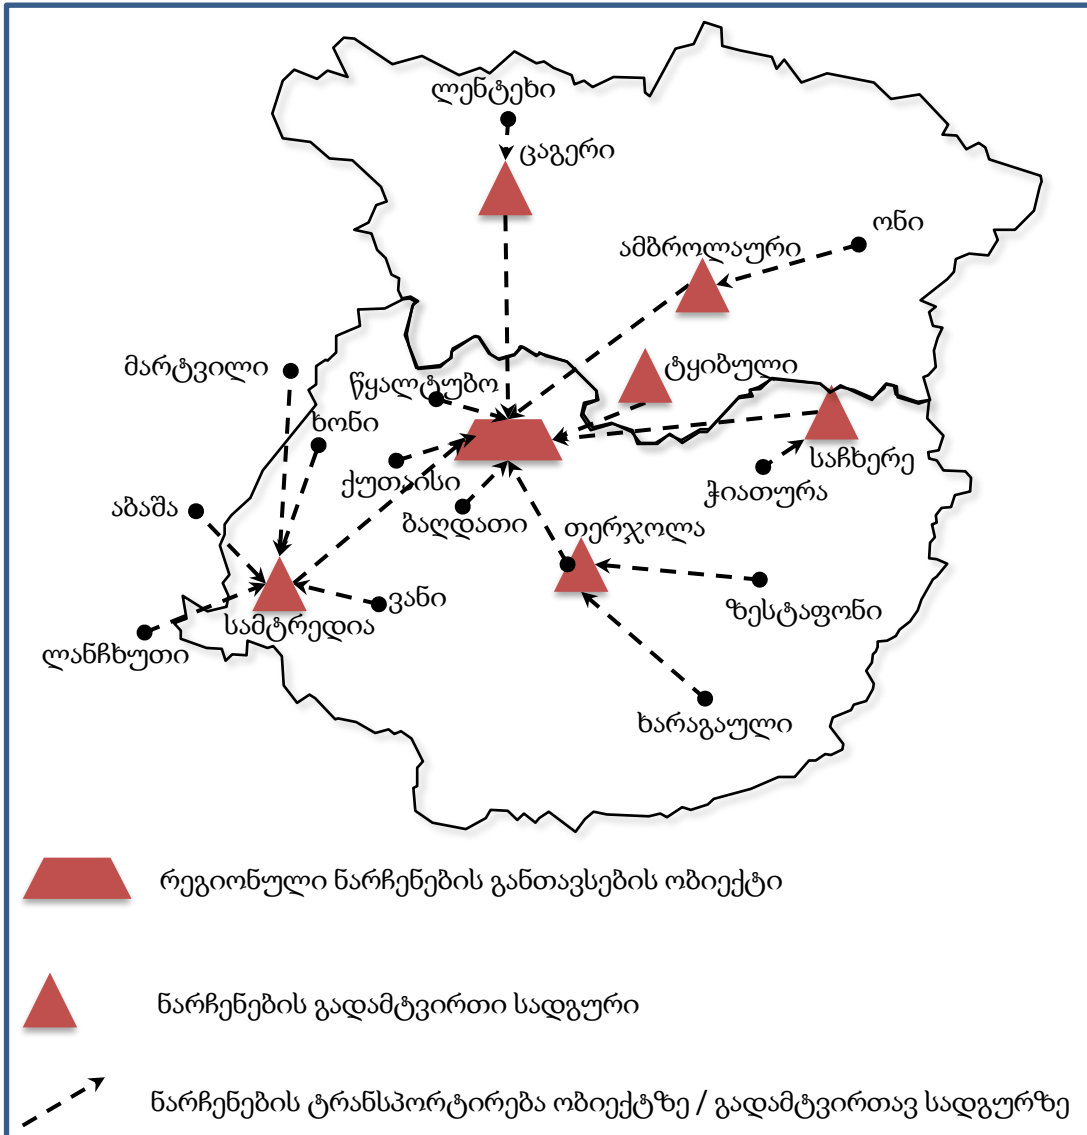 ლენტეხი
ცაგერი
ონი
ამბროლაური
მარტვილი
ტყიბული
წყალტუბო
ხონი
საჩხერე
ქუთაისი
ჭიათურა
აბაშა
ბაღდათი
თერჯოლა
ვანი
ზესტაფონი
სამტრედია
ლანჩხუთი
ხარაგაული
რეგიონული ნარჩენების განთავსების ობიექტი
ნარჩენების გადამტვირთი სადგური
ნარჩენების ტრანსპორტირება ობიექტზე / გადამტვირთავ სადგურზე